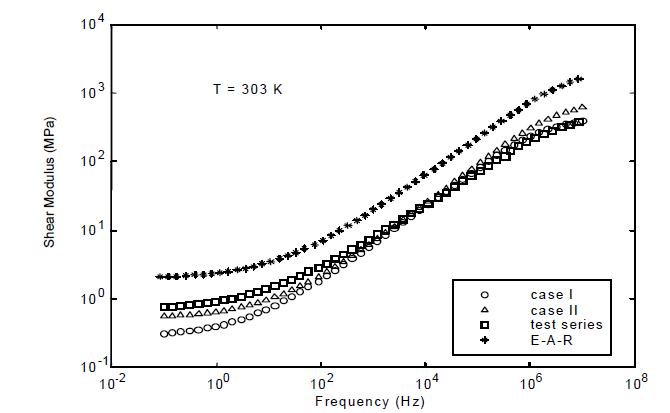 10^4
10^3
10^2
10^1
10^0
10^-1
Shear Modulus (MPa)
T = 303 K
case I
case II
test series
E-A-R
10^-2 10^0 10^2 10^4 10^6 10^8
Frequency (Hz)